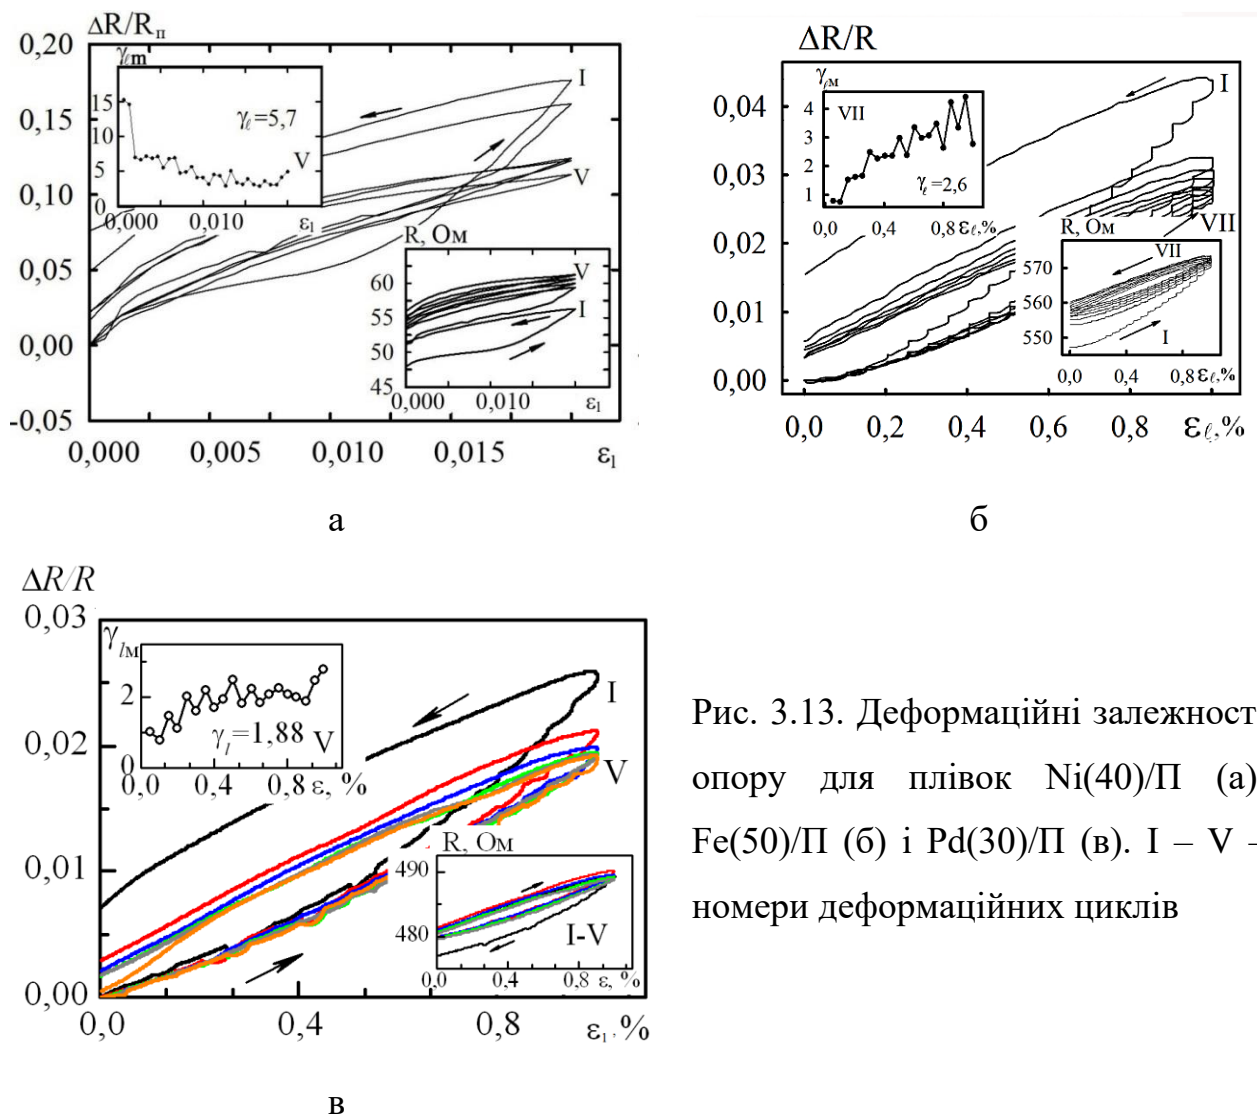 ΔR/Rп
0,20
0,15
0,10
0,05
0,00
-0,05
0,000 0,005 0,010 0,015 εl
γℓm
15
10
5
0
γℓ=5,7
V
0,000 0,010 εl
I
V
R, Ом
60
55
50
45
V
I
0,000 0,010 εl
а
ΔR/R
0,04
0,03
0,02
0,01
0,00
0,0 0,2 0,4 0,6 0,8 εℓ,%
γℓм
4
3
2
1
VII
γℓ=2,6
0,0 0,4 0,8 εℓ,%
I
VII
R, Ом
570
560
550
VII
I
0,0 0,4 0,8 εℓ,%
б
ΔR/R
0,03
0,02
0,01
0,00
0,0 0,4 0,8 εl,%
γlм
2
0
γl=1,88 V
0,0 0,4 0,8 ε, %
I
V
R, Ом
490
480
I-V
0,0 0,4 0,8 ε, %
в
Рис. 3.13. Деформаційні залежност
опору для плівок Ni(40)/П (а)
Fe(50)/П (б) і Pd(30)/П (в). I – V –
номери деформаційних циклів